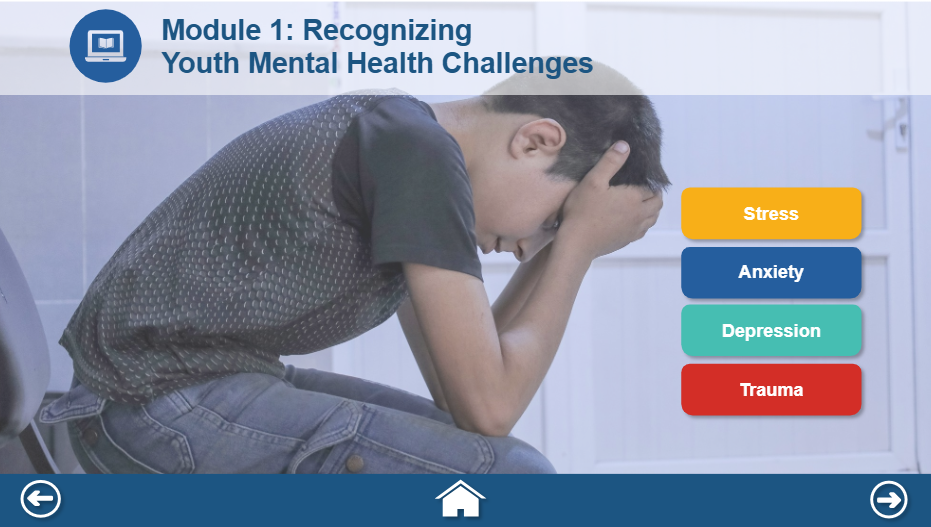 Module 1: Recognizing
Youth Mental Health Challenges
Stress
Anxiety
Depression
Trauma